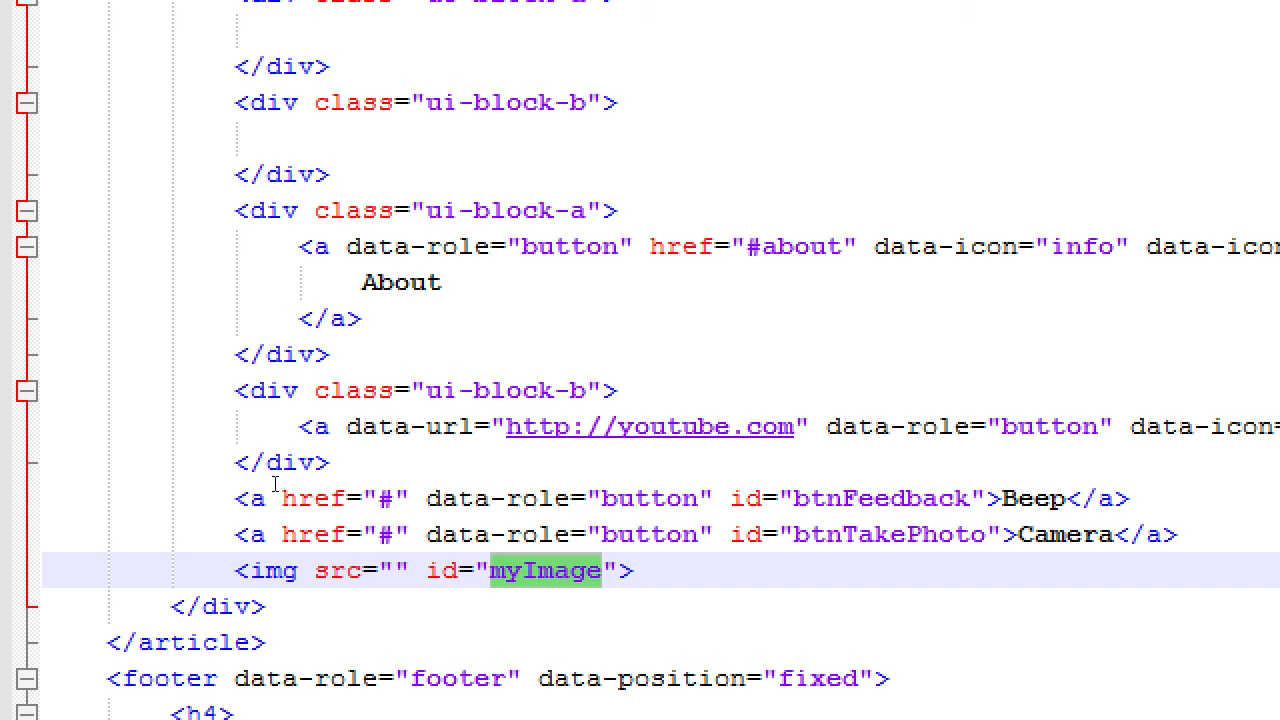 </div>
<div class="ui-block-b">
</div>
<div class="ui-block-a">
<a data-role="button" href="#about" data-icon="info" data-icon
About
</a>
</div>
<div class="ui-block-b">
<a data-url="http://youtube.com" data-role="button" data-icon=
</div>
<a href="#" data-role="button" id="btnFeedback">Beep</a>
<a href="#" data-role="button" id="btnTakePhoto">Camera</a>
<img src="" id="myImage">
</div>
</article>
<footer data-role="footer" data-position="fixed">
<h4>